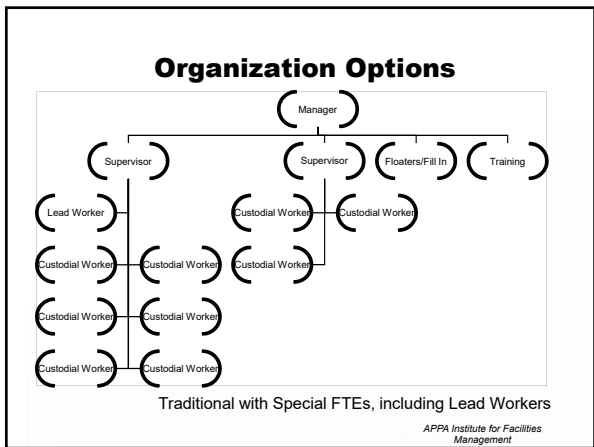 Organization Options
Manager
Supervisor
Supervisor
Floaters/Fill In
Training
Lead Worker
Custodial Worker
Custodial Worker
Custodial Worker
Custodial Worker
Custodial Worker
Custodial Worker
Custodial Worker
Custodial Worker
Custodial Worker
Traditional with Special FTEs, including Lead Workers
APPA Institute for Facilities
Management